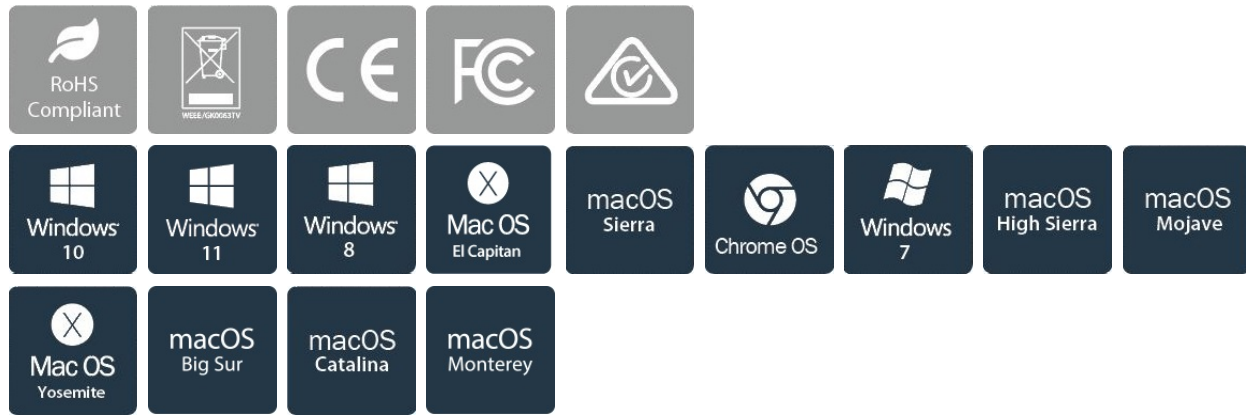 RoHS
Compliant
WEEE/GK0063TV
CE
FC
Windows
10
Windows
11
Windows
8
X
Mac OS
El Capitan
macOS
Sierra
Chrome OS
Windows
7
macOS
High Sierra
macOS
Mojave
X
Mac OS
Yosemite
macOS
Big Sur
macOS
Catalina
macOS
Monterey